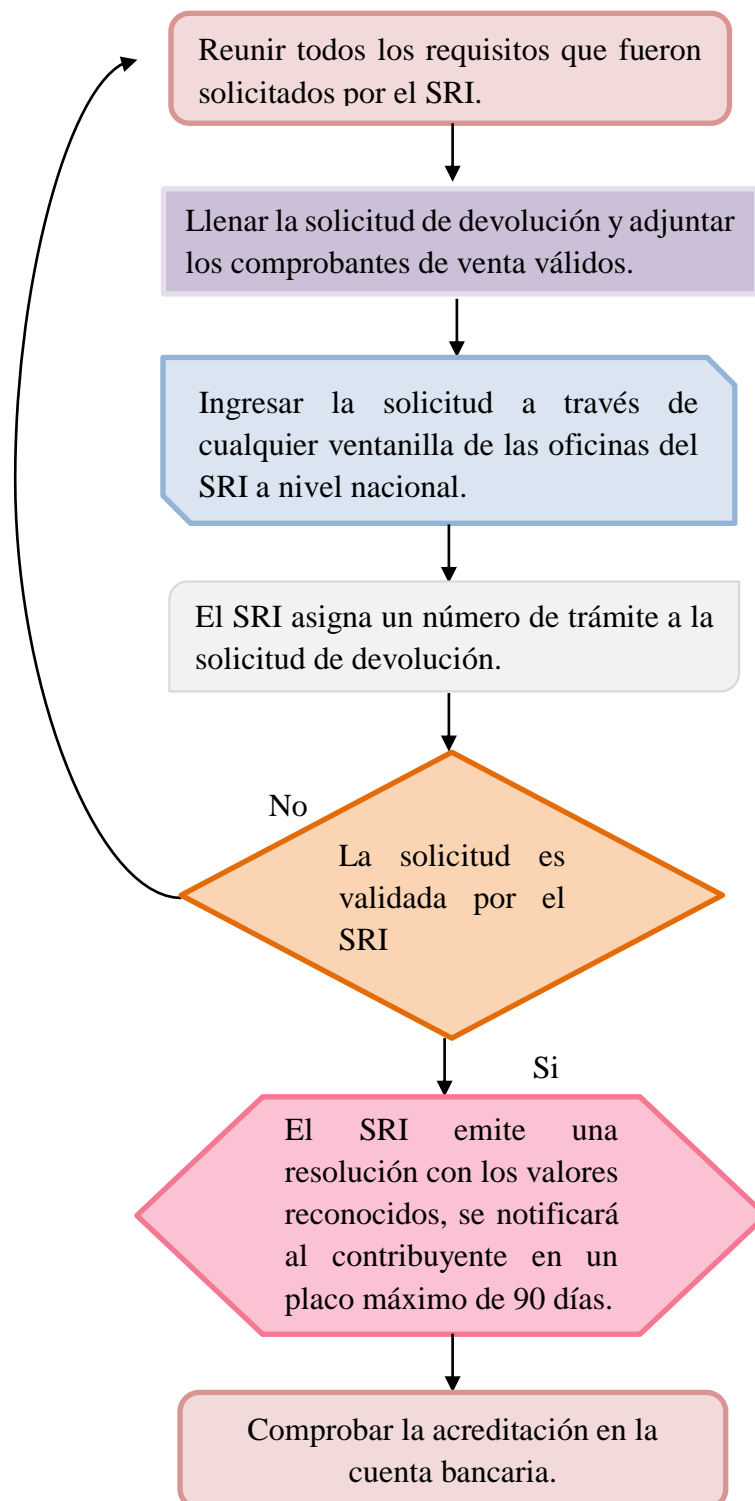 Reunir todos los requisitos que fueron
solicitados por el SRI.
Llenar la solicitud de devolución y adjuntar
los comprobantes de venta válidos.
Ingresar la solicitud a través de
cualquier ventanilla de las oficinas del
SRI a nivel nacional.
El SRI asigna un número de trámite a la
solicitud de devolución.
No
La solicitud es
validada por el
SRI
Si
El SRI emite una
resolución con los valores
reconocidos, se notificará
al contribuyente en un
placo máximo de 90 días.
Comprobar la acreditación en la
cuenta bancaria.